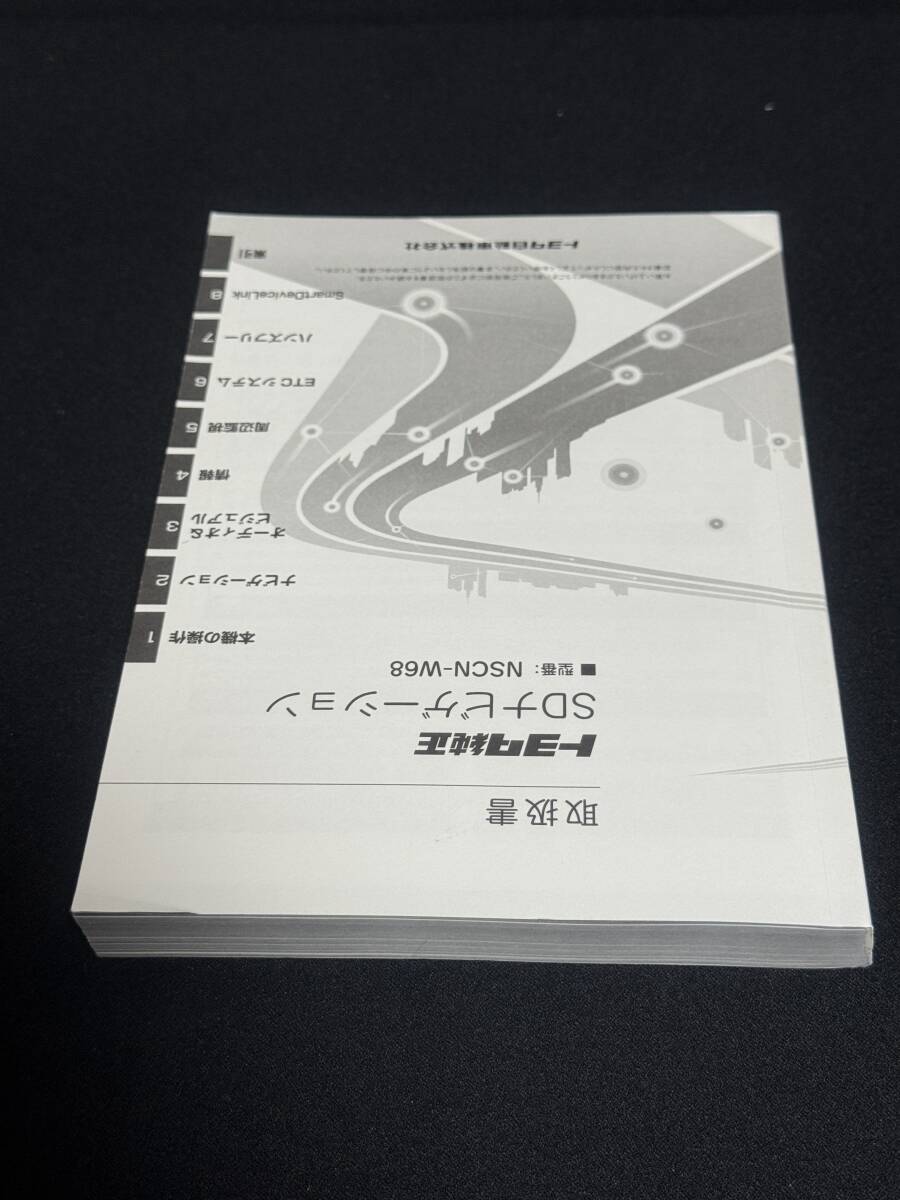 取扱書
トヨタ純正
SDナビゲーション
■ 型番: NSCN-W68
1 本機の操作
2 ナビゲーション
3 オーディオ&
ビジュアル
4 情報
5 周辺監視
6 ETCシステム
7 ハンズフリー
8 SmartDeviceLink
索引
トヨタ自動車株式会社